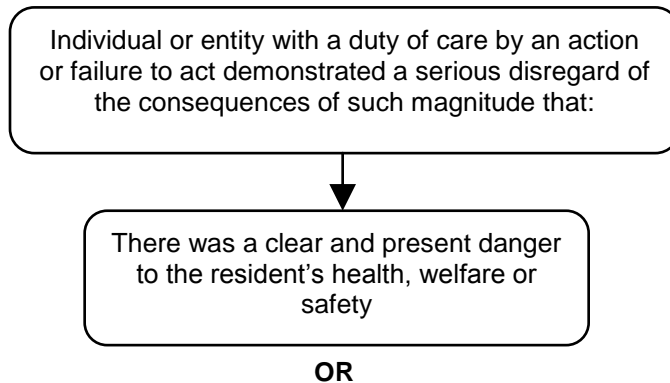 Individual or entity with a duty of care by an action
or failure to act demonstrated a serious disregard of
the consequences of such magnitude that:
There was a clear and present danger
to the resident’s health, welfare or
safety
OR